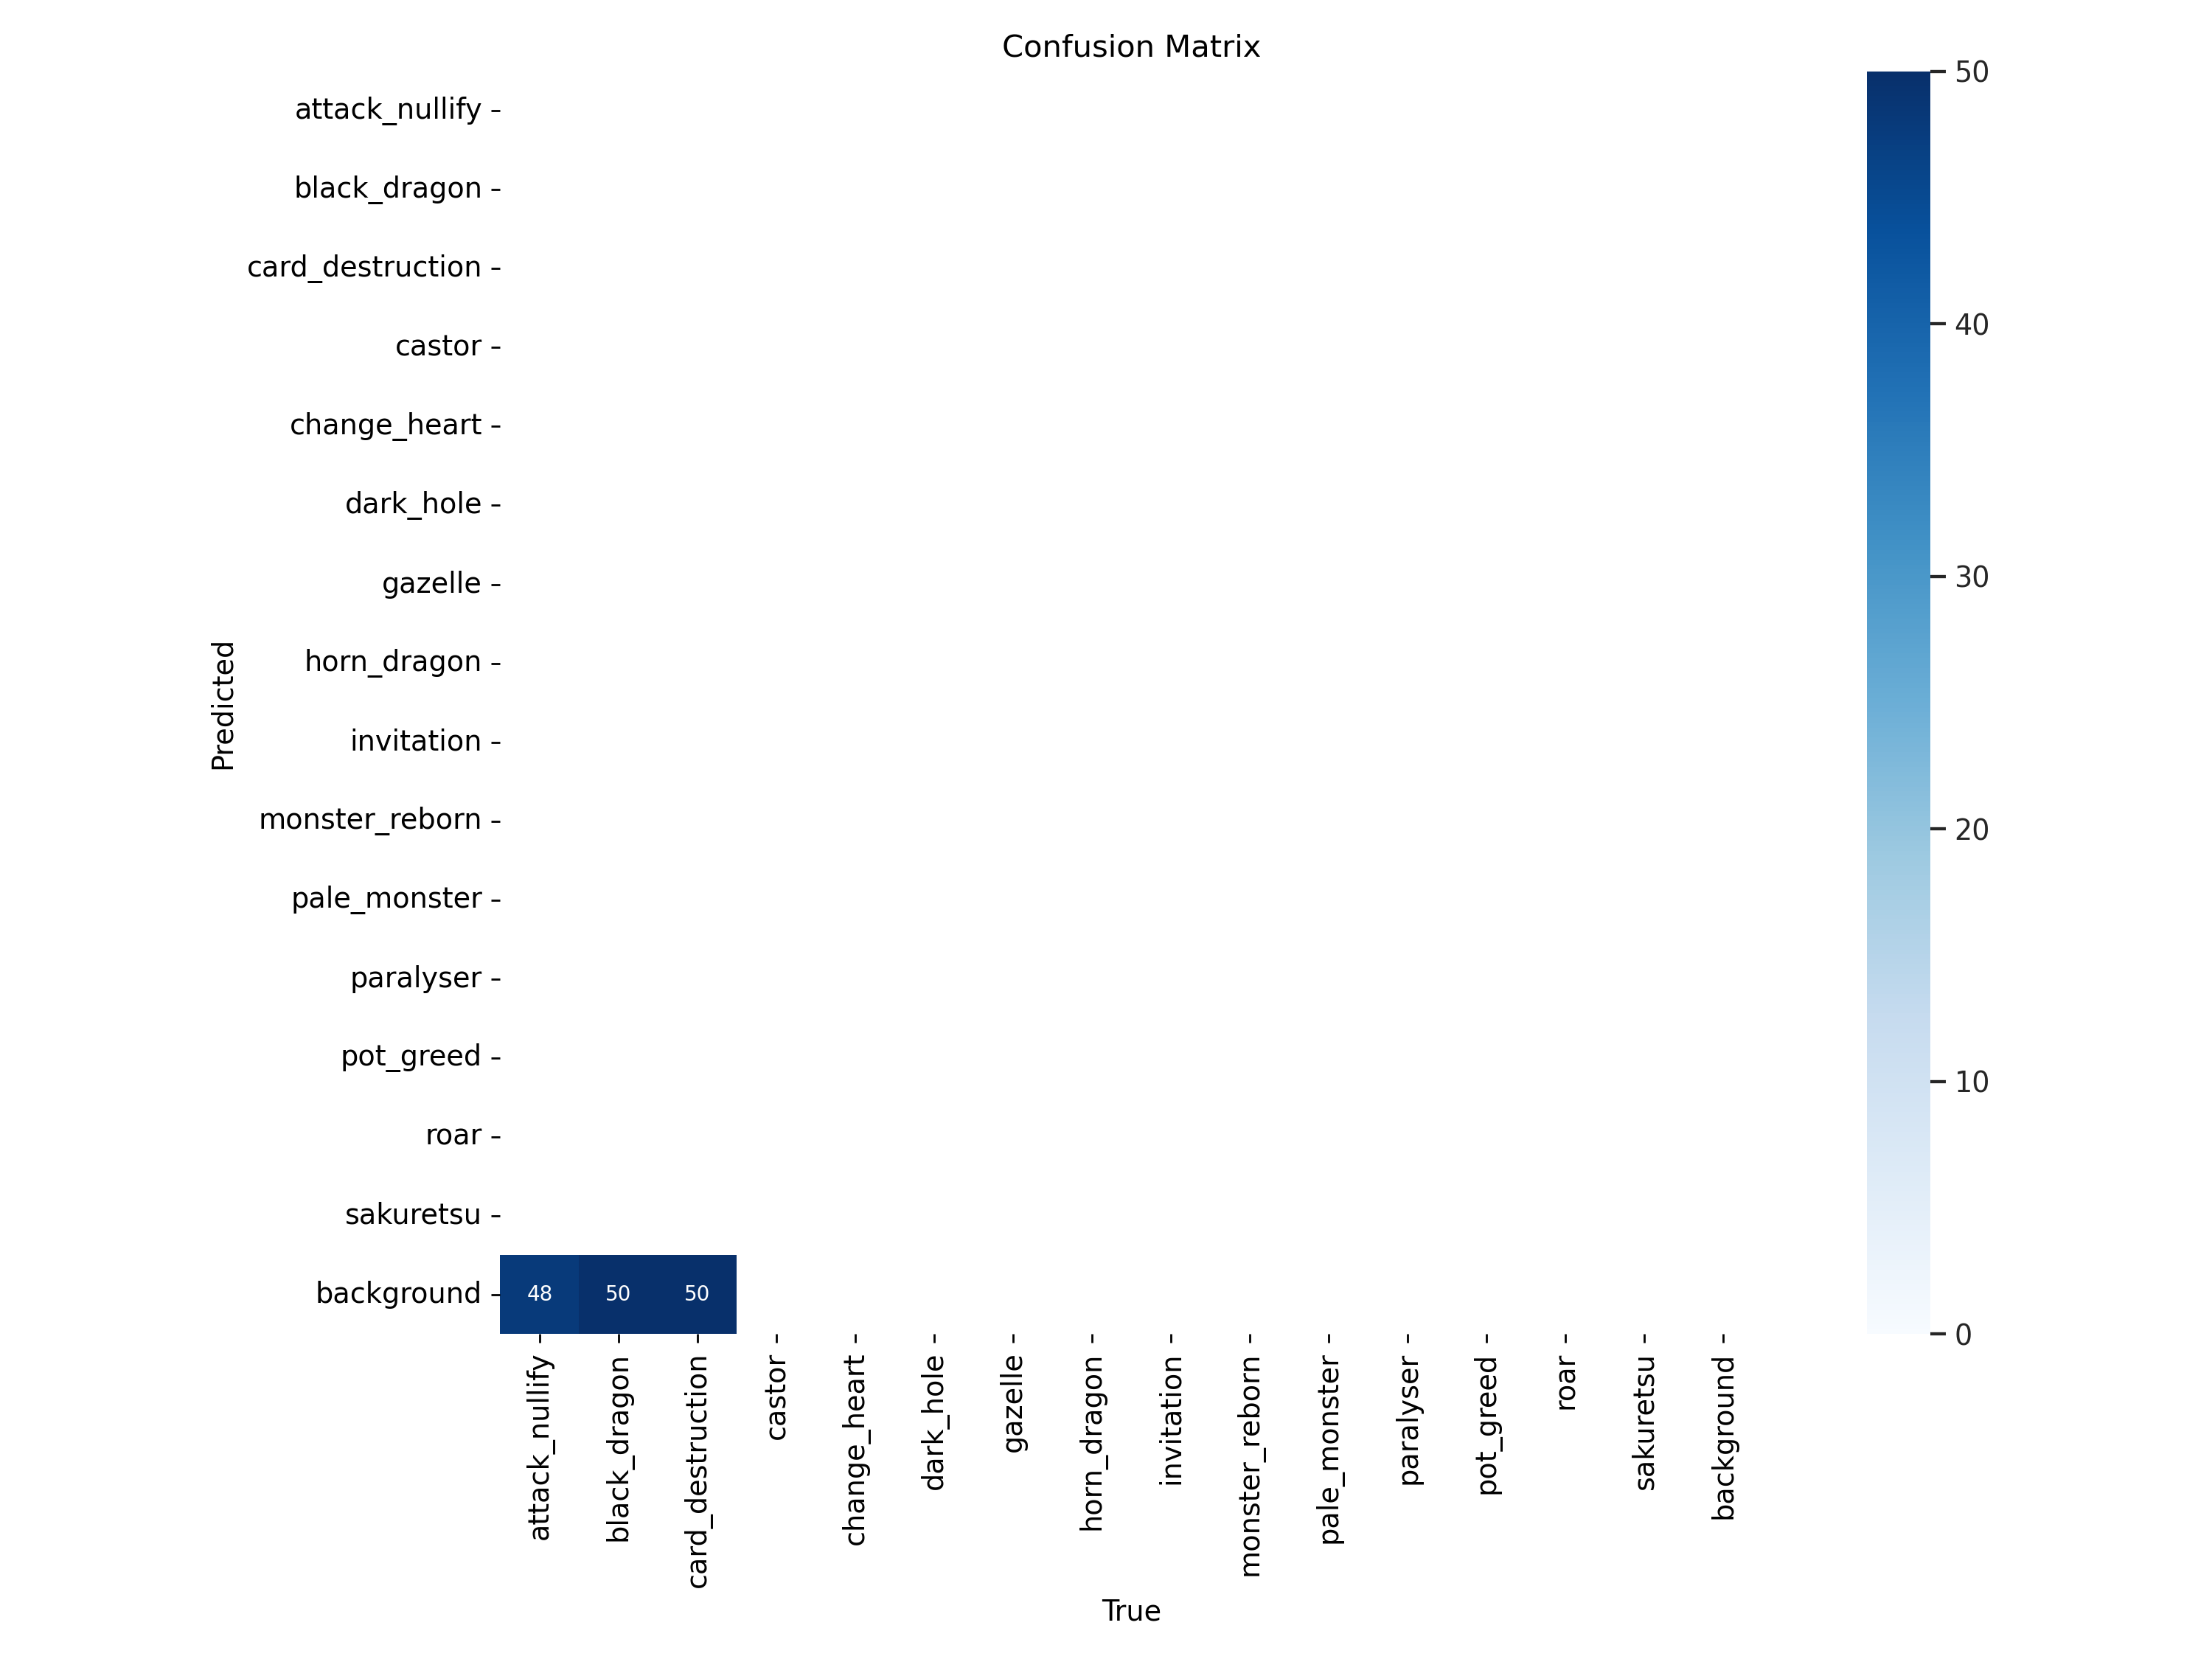 Confusion Matrix
attack_nullify
black_dragon
card_destruction
castor
change_heart
dark_hole
gazelle
horn_dragon
invitation
monster_reborn
pale_monster
paralyser
pot_greed
roar
sakuretsu
background
Predicted
48 50 50
attack_nullify
black_dragon
card_destruction
castor
change_heart
dark_hole
gazelle
horn_dragon
invitation
monster_reborn
pale_monster
paralyser
pot_greed
roar
sakuretsu
background
True
50
40
30
20
10
0